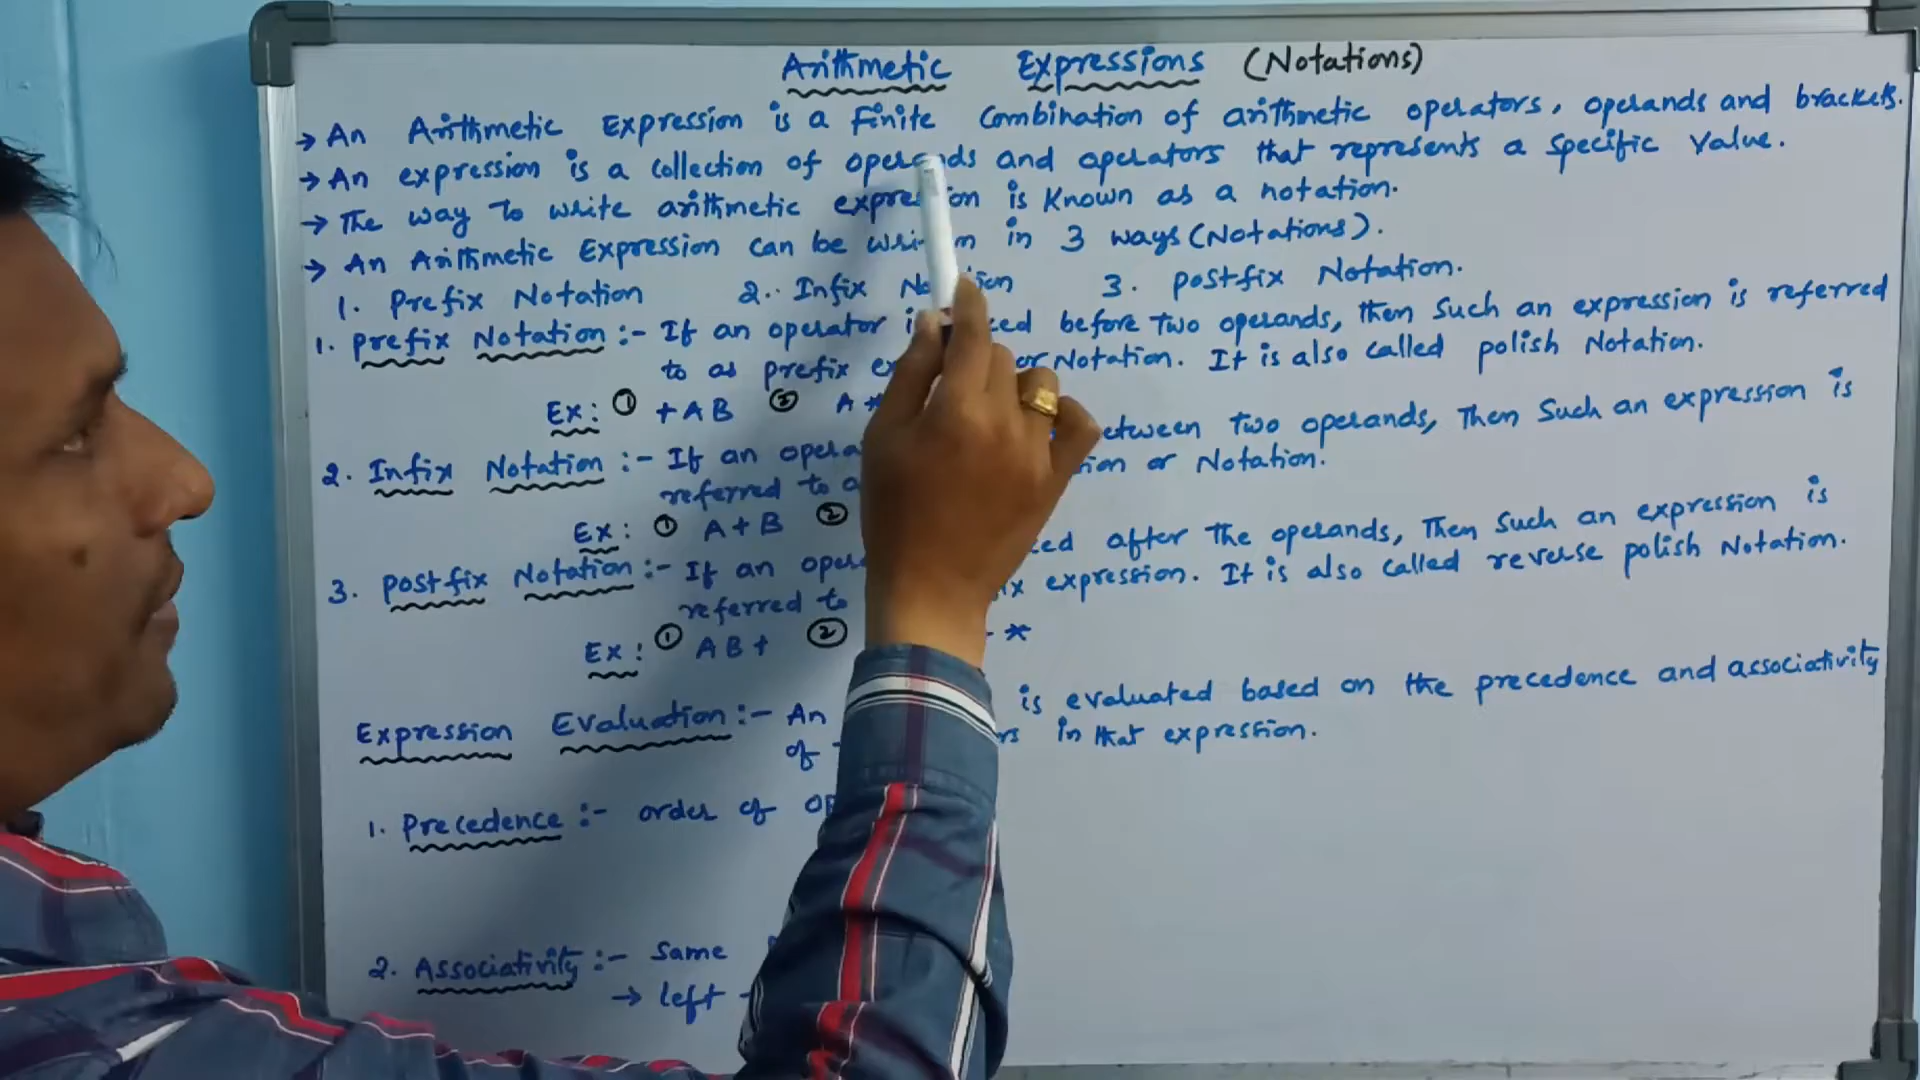 Arithmetic Expressions (Notations)
→ An Arithmetic Expression is a finite combination of arithmetic operators, operands and brackets.
→ An expression is a collection of operands and operators that represents a specific value.
→ The way to write arithmetic expression is known as a notation.
→ An Arithmetic Expression can be in 3 ways (Notations).
1. Prefix Notation 2. Infix 3. postfix Notation.
1. prefix Notation :- If an operator before two operands, then such an expression is referred
to as prefix or Notation. It is also called polish Notation.
Ex: ① +AB ② A
2. Infix Notation :- If an between two operands, Then such an expression is
referred to or Notation.
Ex: ① A+B ②
3. postfix Notation :- If an after the operands, Then such an expression is
referred to expression. It is also called reverse polish Notation.
Ex: ① AB+ ② *
Expression Evaluation :- An is evaluated based on the precedence and associativity
of in that expression.
1. Precedence :- order of
2. Associativity :- Same
→ left